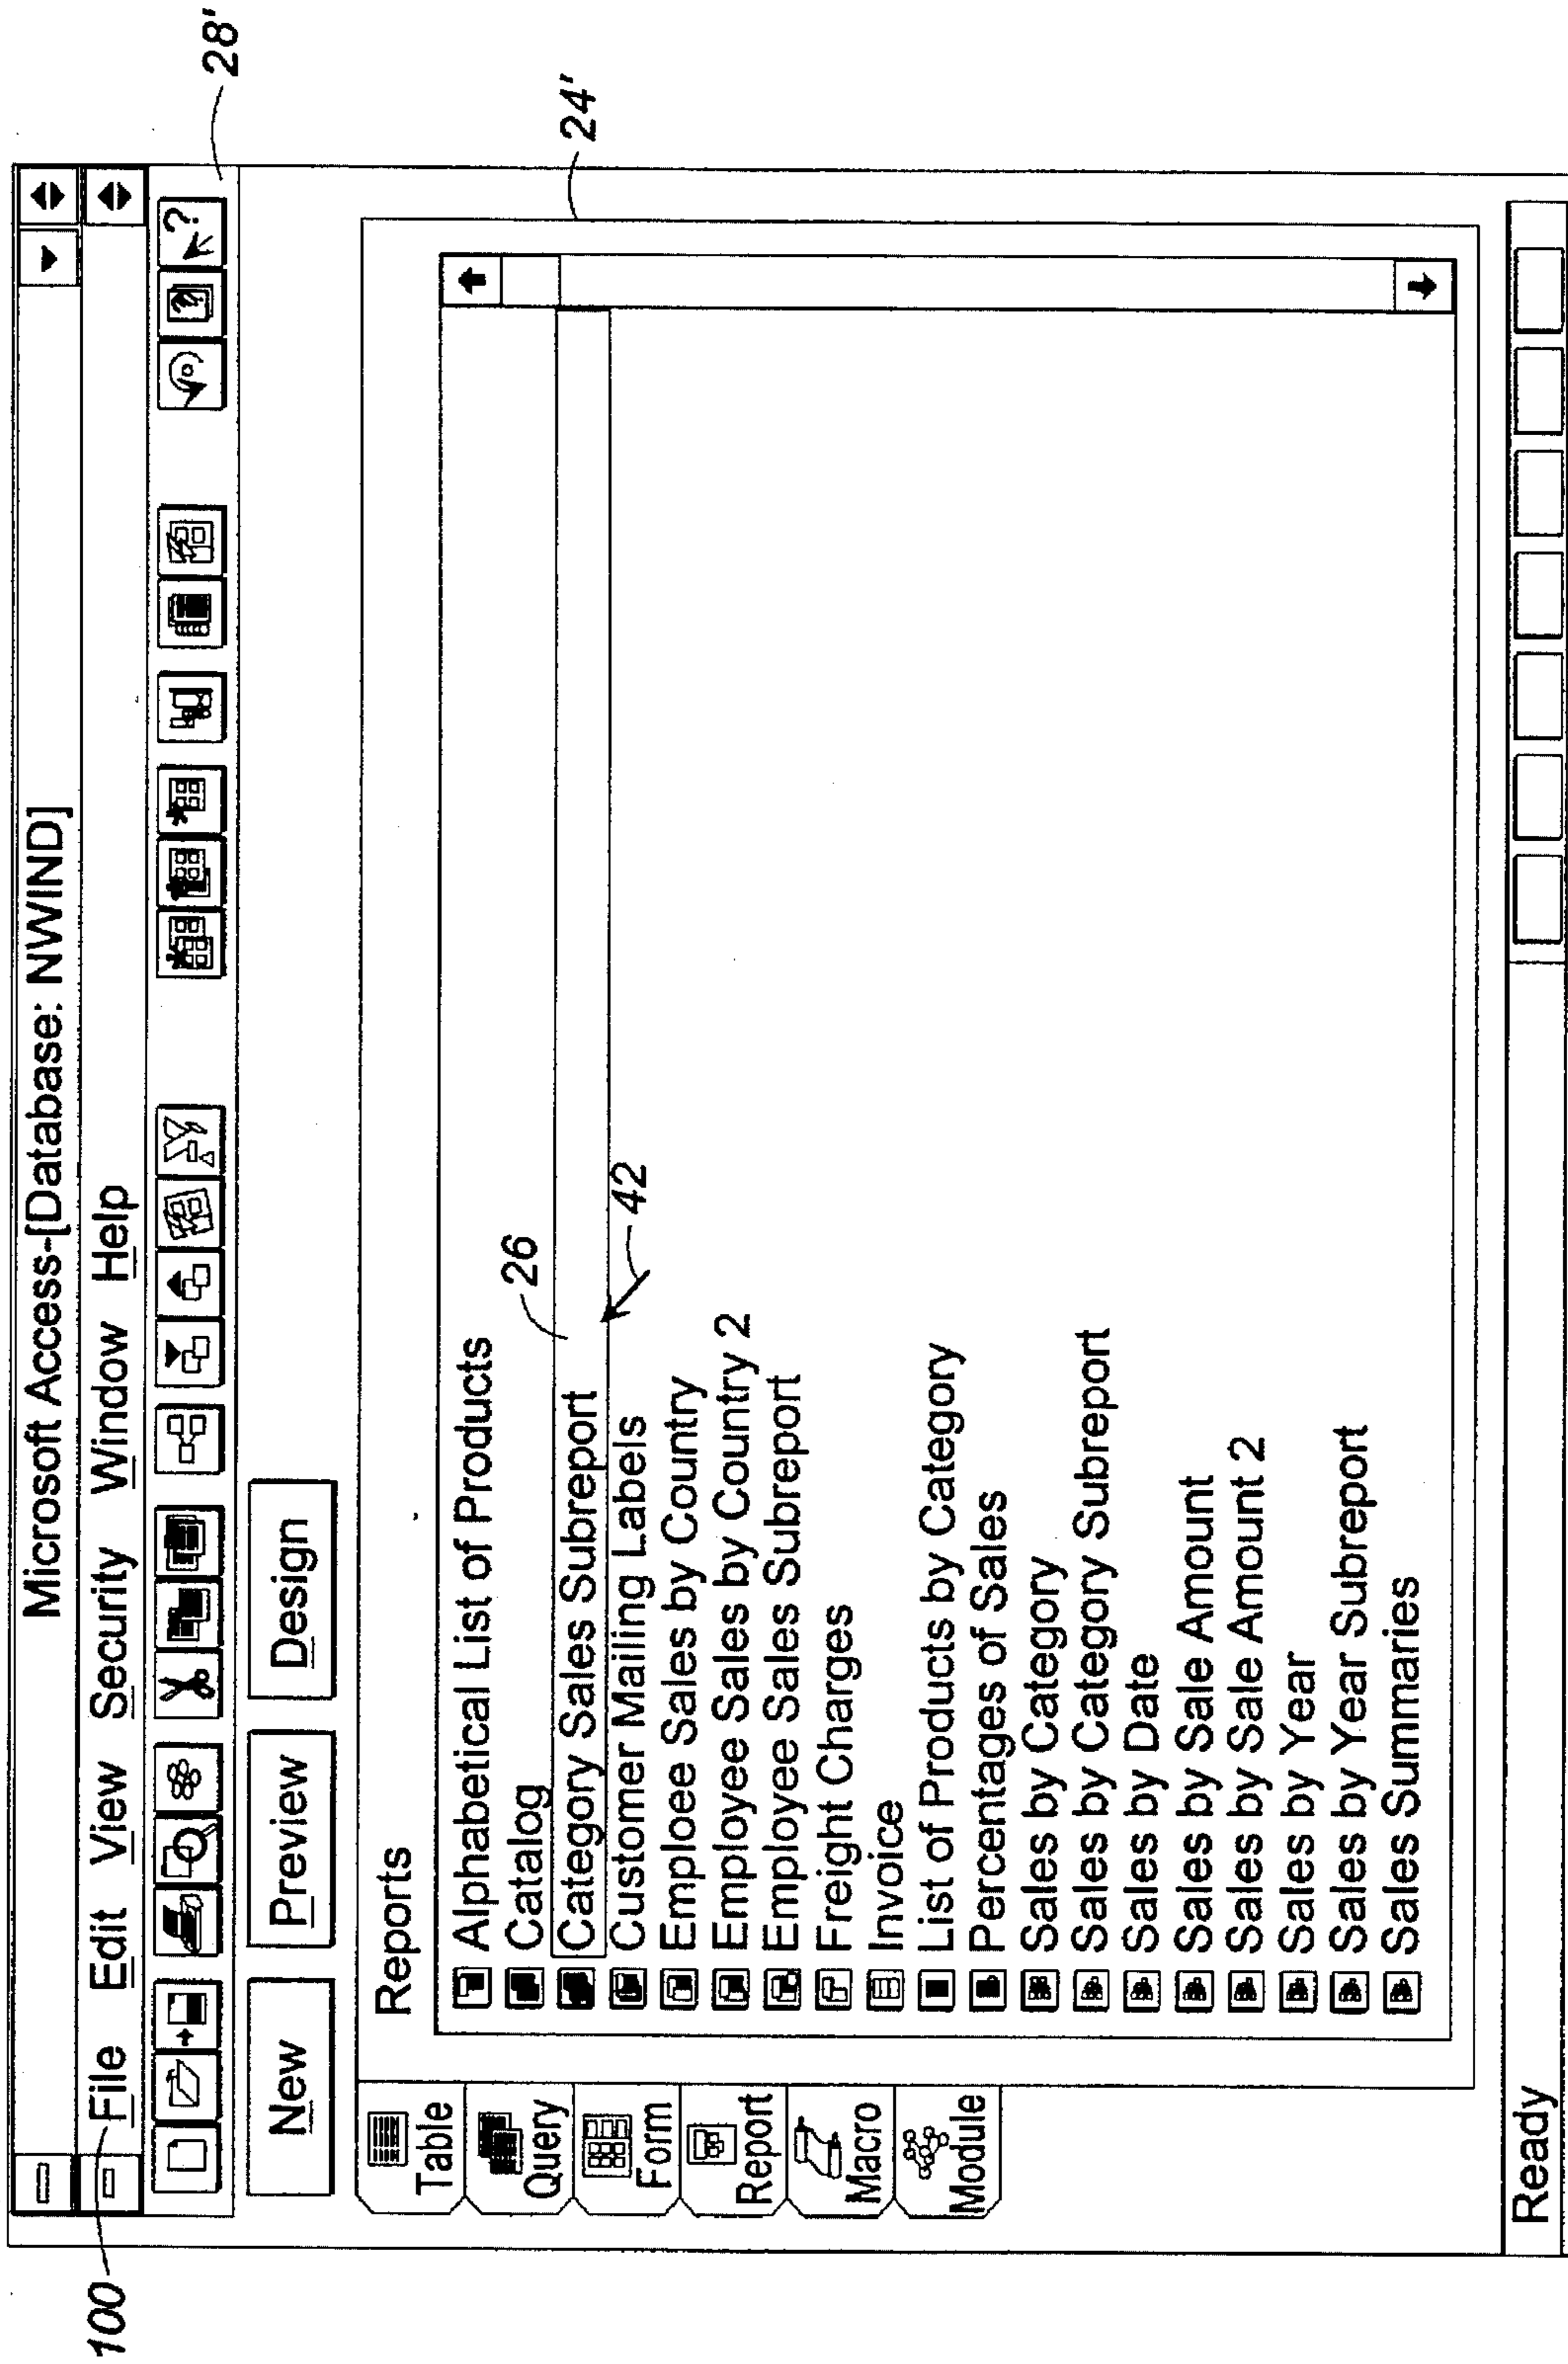 Microsoft Access-[Database: NWIND]
100
File Edit View Security Window Help
28'
?
New Preview Design
24'
Reports
Table
Query
Form
Report
Macro
Module
Alphabetical List of Products
Catalog
26
Category Sales Subreport
42
Customer Mailing Labels
Emploee Sales by Country
Employee Sales by Country 2
Employee Sales Subreport
Freight Charges
Invoice
List of Products by Category
Percentages of Sales
Sales by Category
Sales by Category Subreport
Sales by Date
Sales by Sale Amount
Sales by Sale Amount 2
Sales by Year
Sales by Year Subreport
Sales Summaries
Ready